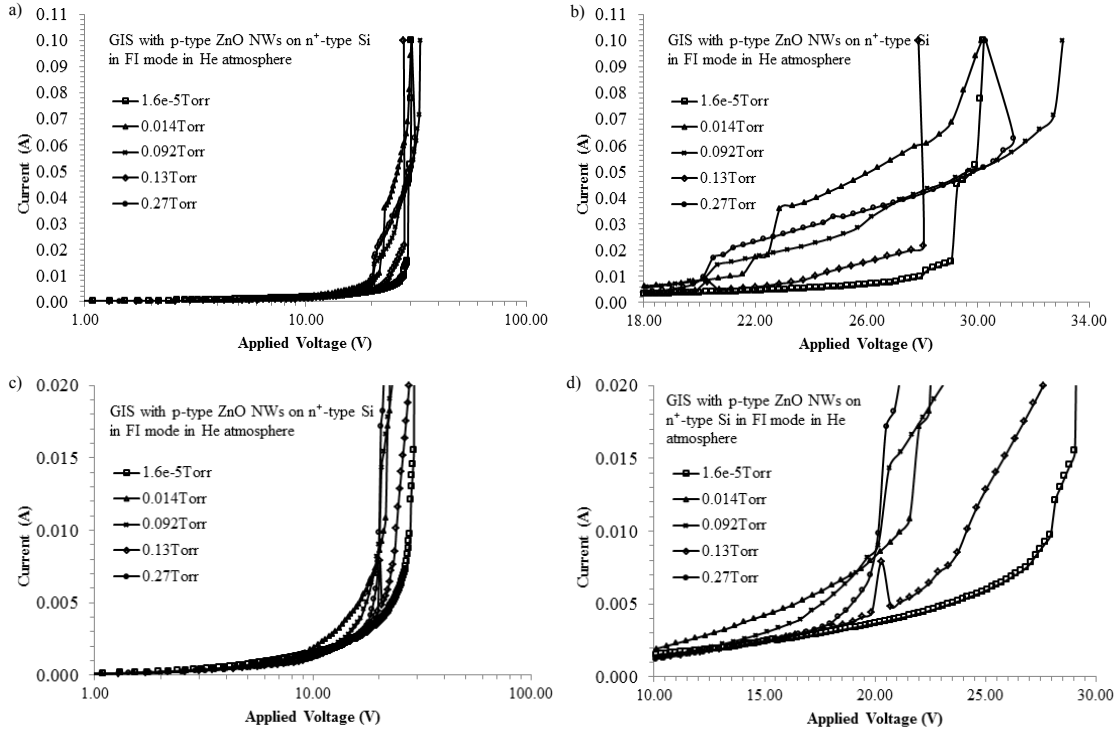 a)
0.11
0.10
0.09
0.08
0.07
0.06
0.05
0.04
0.03
0.02
0.01
0.00
Current (A)
GIS with p-type ZnO NWs on n⁺-type Si
in FI mode in He atmosphere
1.6e-5Torr
0.014Torr
0.092Torr
0.13Torr
0.27Torr
1.00 10.00 100.00
Applied Voltage (V)
b)
0.11
0.10
0.09
0.08
0.07
0.06
0.05
0.04
0.03
0.02
0.01
0.00
Current (A)
GIS with p-type ZnO NWs on n⁺-type Si
in FI mode in He atmosphere
1.6e-5Torr
0.014Torr
0.092Torr
0.13Torr
0.27Torr
18.00 22.00 26.00 30.00 34.00
Applied Voltage (V)
c)
0.020
0.015
0.010
0.005
0.000
Current (A)
GIS with p-type ZnO NWs on n⁺-type Si
in FI mode in He atmosphere
1.6e-5Torr
0.014Torr
0.092Torr
0.13Torr
0.27Torr
1.00 10.00 100.00
Applied Voltage (V)
d)
0.020
0.015
0.010
0.005
0.000
Current (A)
GIS with p-type ZnO NWs on
n⁺-type Si in FI mode in He
atmosphere
1.6e-5Torr
0.014Torr
0.092Torr
0.13Torr
0.27Torr
10.00 15.00 20.00 25.00 30.00
Applied Voltage (V)